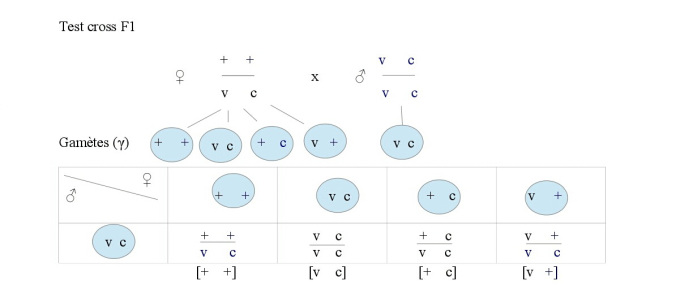 Test cross F1
+ + v c
♀ x ♂
v c v c
Gamètes (γ) + + v c + c v + v c
♀
♂ + + v c + c v +
v c + + v c + c v +
v c v c v c v c
[+ +] [v c] [+ c] [v +]